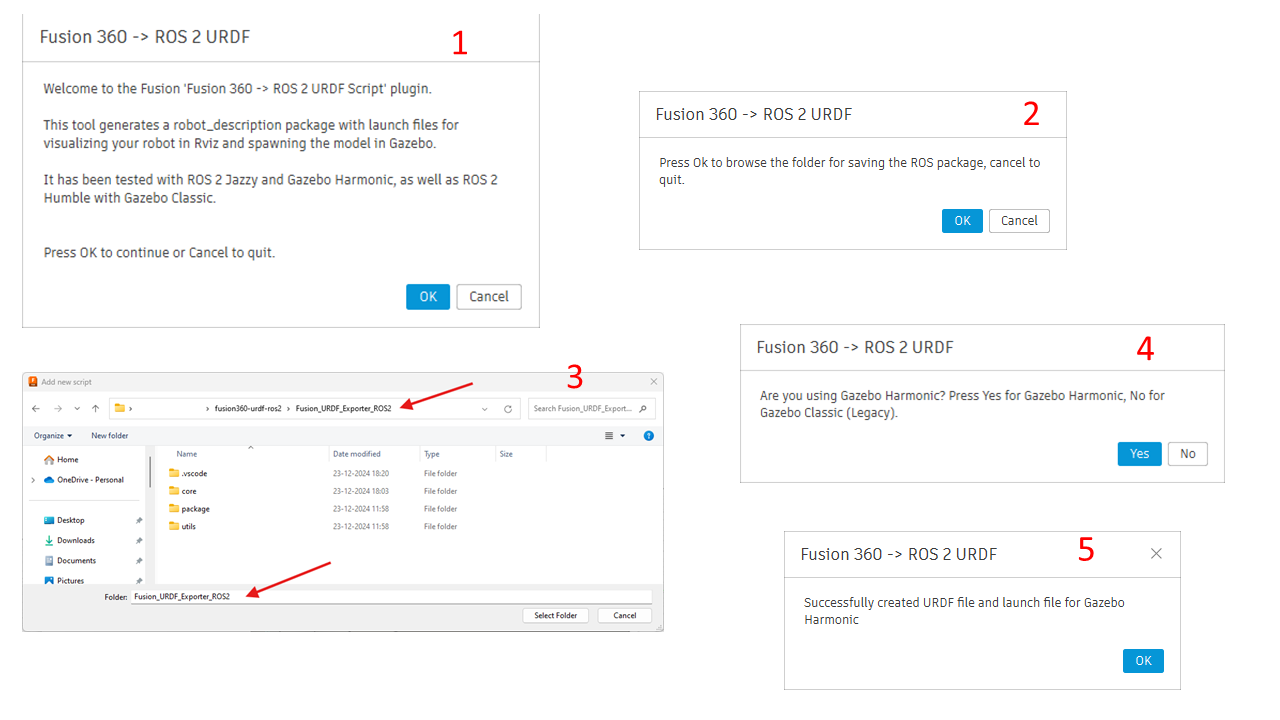 Fusion 360 -> ROS 2 URDF
1
Welcome to the Fusion 'Fusion 360 -> ROS 2 URDF Script' plugin.
This tool generates a robot_description package with launch files for
visualizing your robot in Rviz and spawning the model in Gazebo.
It has been tested with ROS 2 Jazzy and Gazebo Harmonic, as well as ROS 2
Humble with Gazebo Classic.
Press OK to continue or Cancel to quit.
OK Cancel
Fusion 360 -> ROS 2 URDF
2
Press Ok to browse the folder for saving the ROS package, cancel to
quit.
OK Cancel
3
Add new script
fusion360-urdf-ros2 > Fusion_URDF_Exporter_ROS2
Search Fusion_URDF_Export...
Organize New folder
Home
OneDrive - Personal
Desktop
Downloads
Documents
Pictures
Name Date modified Type Size
.vscode 23-12-2024 18:20 File folder
core 23-12-2024 18:03 File folder
package 23-12-2024 11:58 File folder
utils 23-12-2024 11:58 File folder
Folder: Fusion_URDF_Exporter_ROS2
Select Folder Cancel
Fusion 360 -> ROS 2 URDF
4
Are you using Gazebo Harmonic? Press Yes for Gazebo Harmonic, No for
Gazebo Classic (Legacy).
Yes No
Fusion 360 -> ROS 2 URDF
5
Successfully created URDF file and launch file for Gazebo
Harmonic
OK